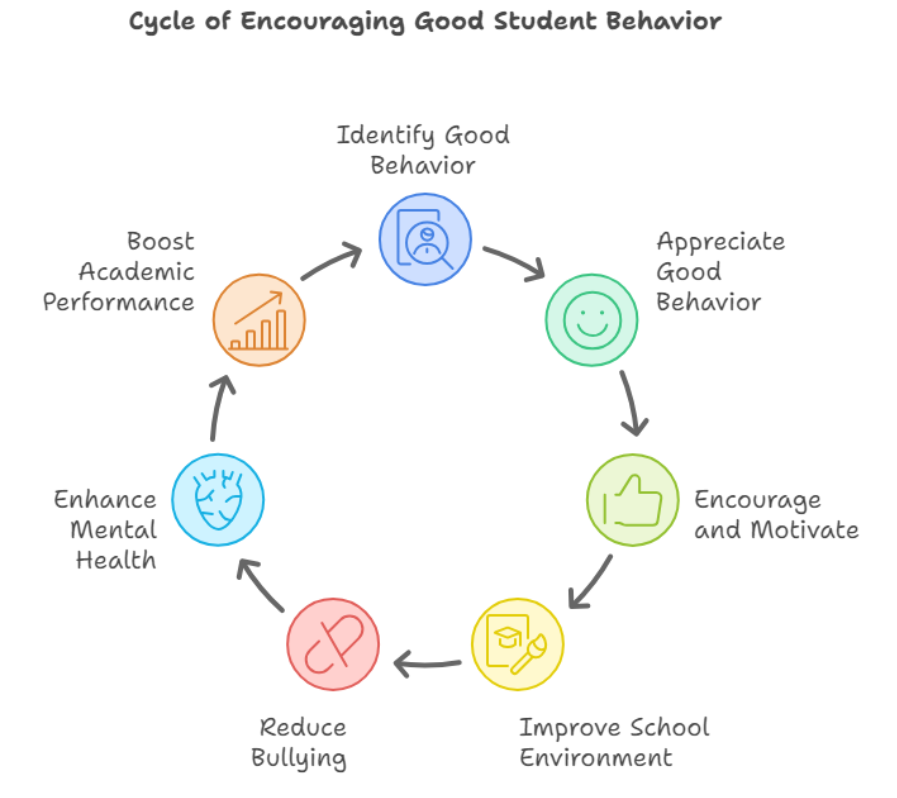 Cycle of Encouraging Good Student Behavior
Identify Good
Behavior
Appreciate
Good
Behavior
Encourage
and Motivate
Improve School
Environment
Reduce
Bullying
Enhance
Mental
Health
Boost
Academic
Performance